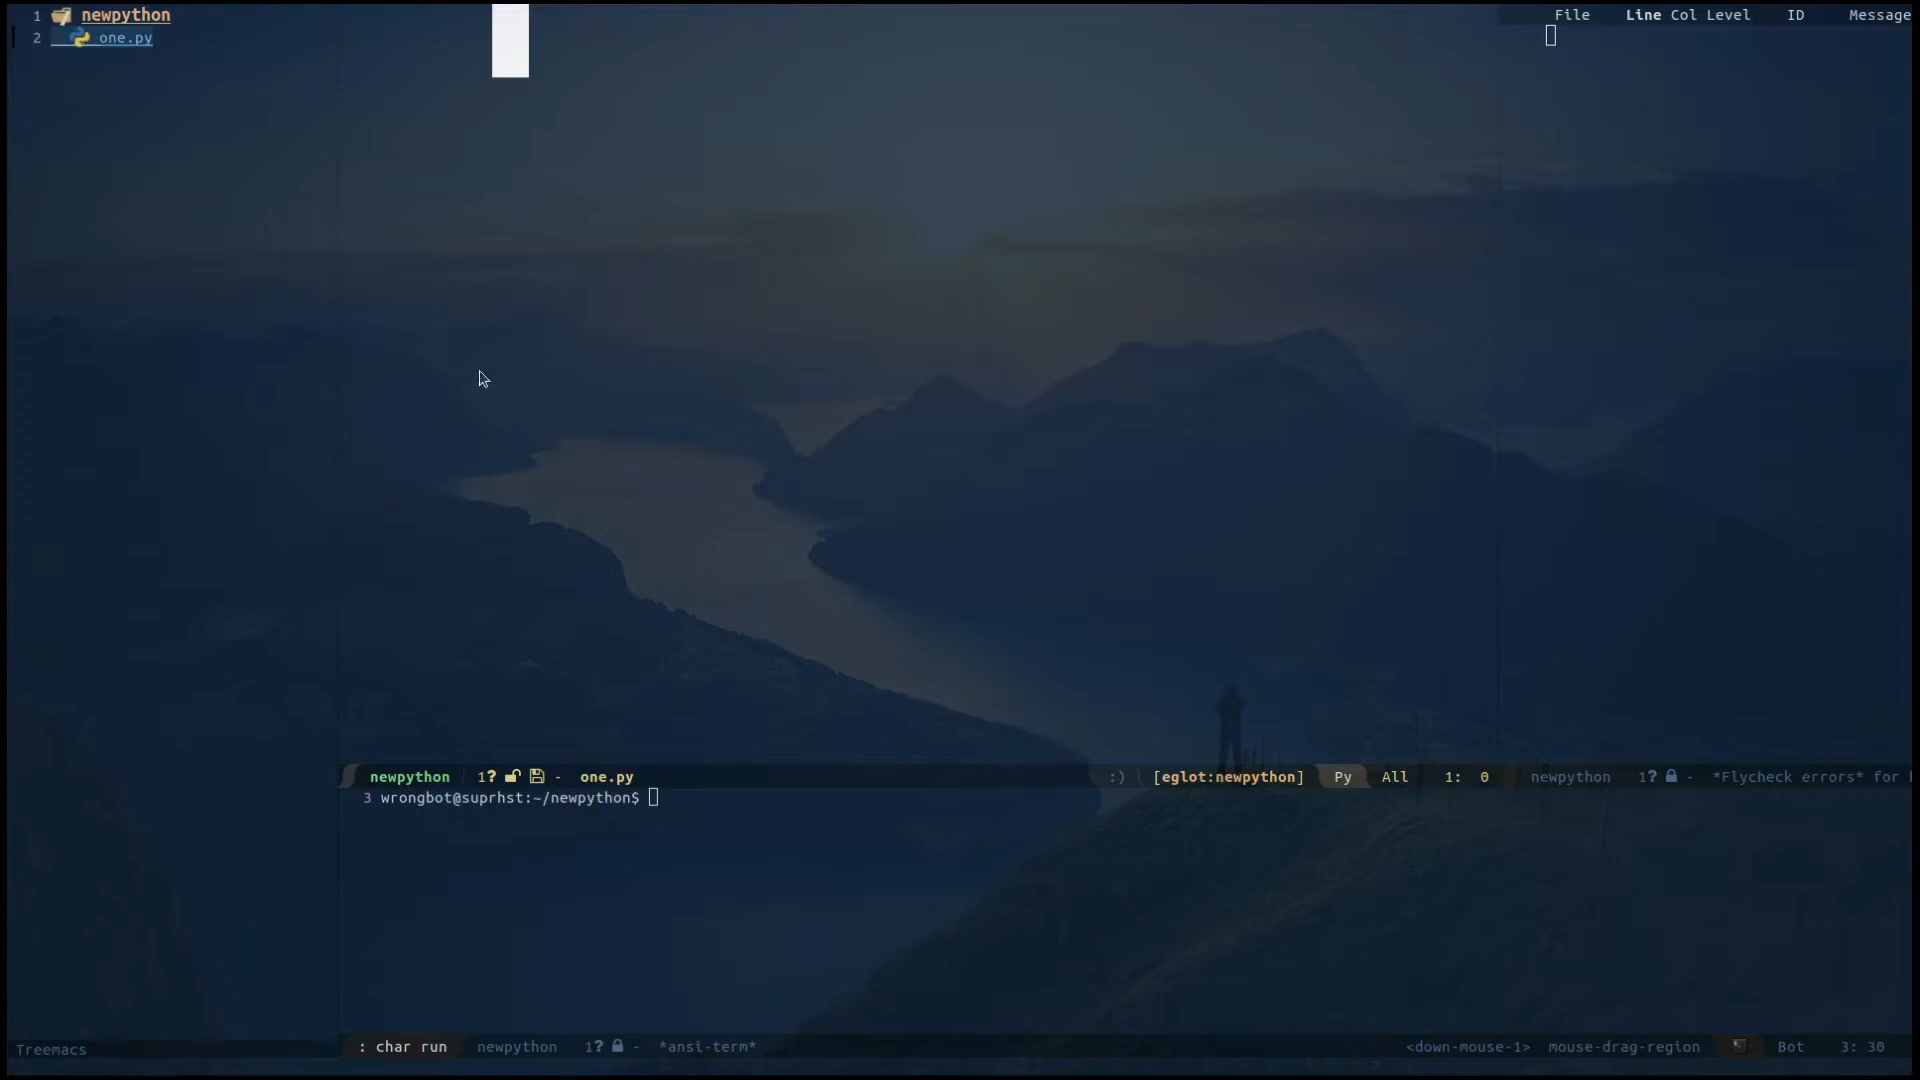 1 newpython
2 one.py
File Line Col Level ID Message
newpython 1? - one.py :) [eglot:newpython] Py All 1: 0
newpython 1? - *Flycheck errors* for
3 wrongbot@suprhst:~/newpython$
Treemacs
: char run newpython 1? - *ansi-term* <down-mouse-1> mouse-drag-region Bot 3: 30